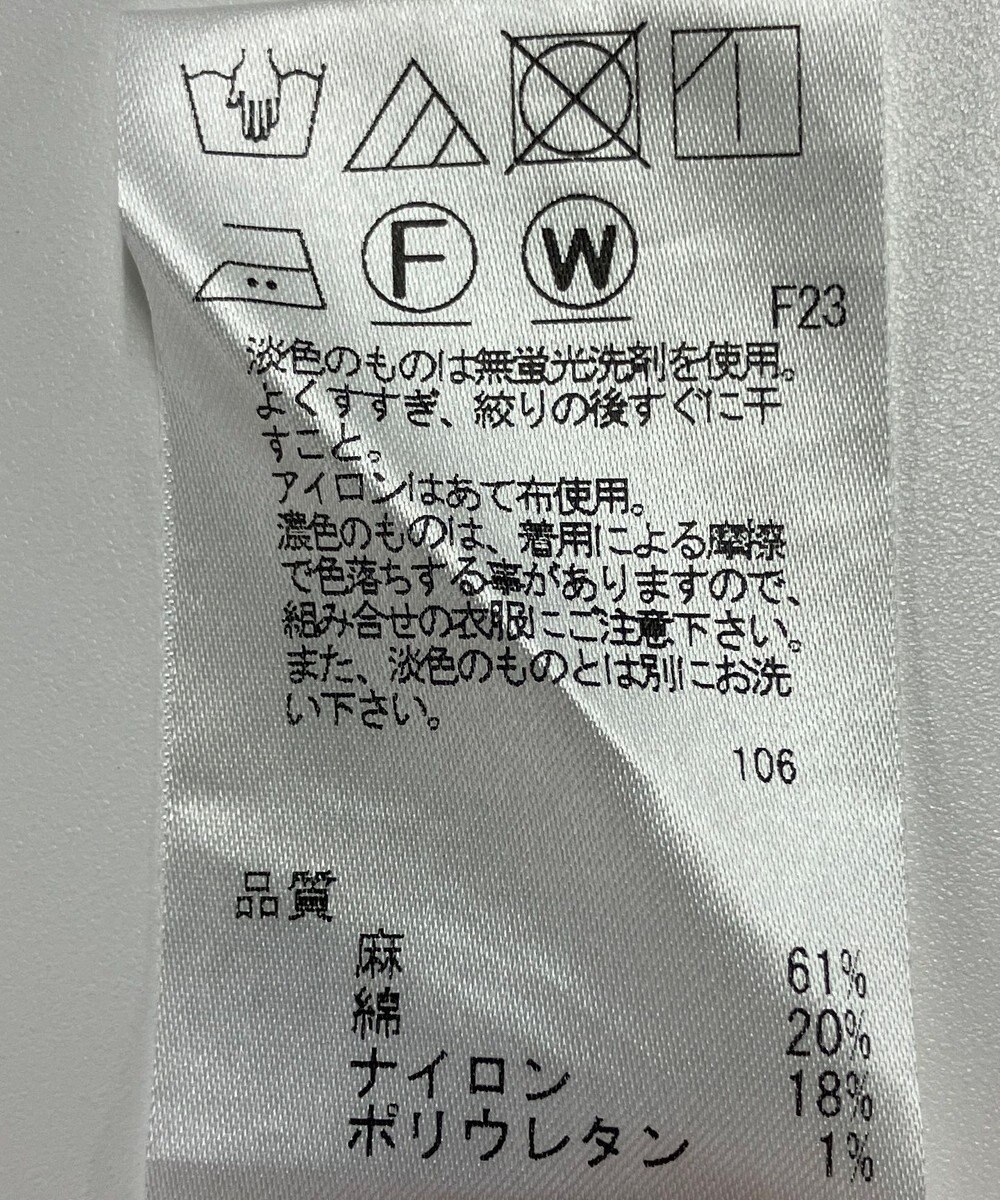 F W
F23
淡色のものは無蛍光洗剤を使用。
よくすすぎ、絞りの後すぐに干
すこと。
アイロンはあて布使用。
濃色のものは、着用による摩擦
で色落ちする事がありますので、
組み合せの衣服にご注意下さい。
また、淡色のものとは別にお洗
い下さい。
106
品質
麻 61%
綿 20%
ナイロン 18%
ポリウレタン 1%